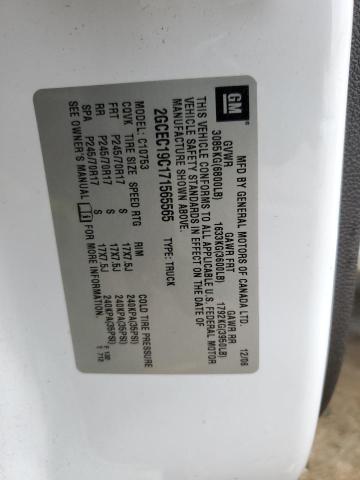 GM
MFD BY GENERAL MOTORS OF CANADA LTD. 12/06
GVWR GAWR FRT GAWR RR
3085KG(6800LB) 1633KG(3600LB) 1792KG(3950LB)
THIS VEHICLE CONFORMS TO ALL APPLICABLE U.S. FEDERAL MOTOR
VEHICLE SAFETY STANDARDS IN EFFECT ON THE DATE OF
MANUFACTURE SHOWN ABOVE.
2GCEC19C171565565 TYPE:TRUCK
MODEL: C10753
CQVK TIRE SIZE SPEED RTG RIM COLD TIRE PRESSURE
FRT P245/70R17 S 17X7.5J 240KPA(35PSI)
RR P245/70R17 S 17X7.5J 240KPA(35PSI)
SPA P245/70R17 S 17X7.5J 240KPA(35PSI)
SEE OWNER'S MANUAL FOR MORE INFORMATION.